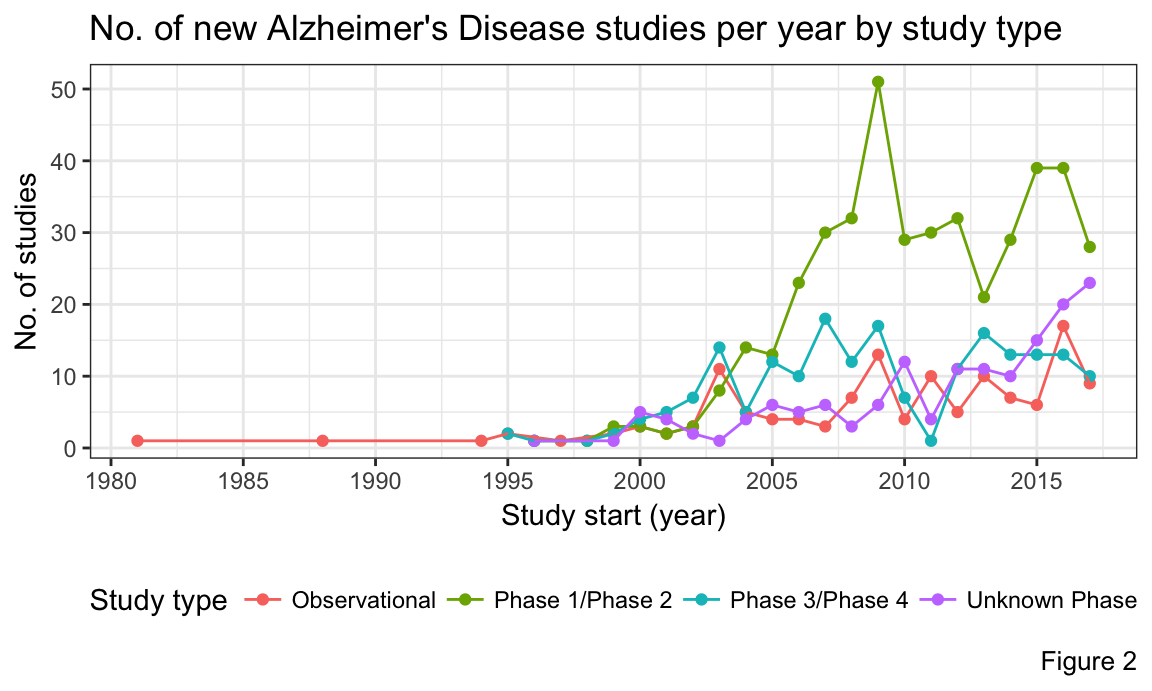 No. of new Alzheimer's Disease studies per year by study type
No. of studies
50
40
30
20
10
0
1980 1985 1990 1995 2000 2005 2010 2015
Study start (year)
Study type Observational Phase 1/Phase 2 Phase 3/Phase 4 Unknown Phase
Figure 2